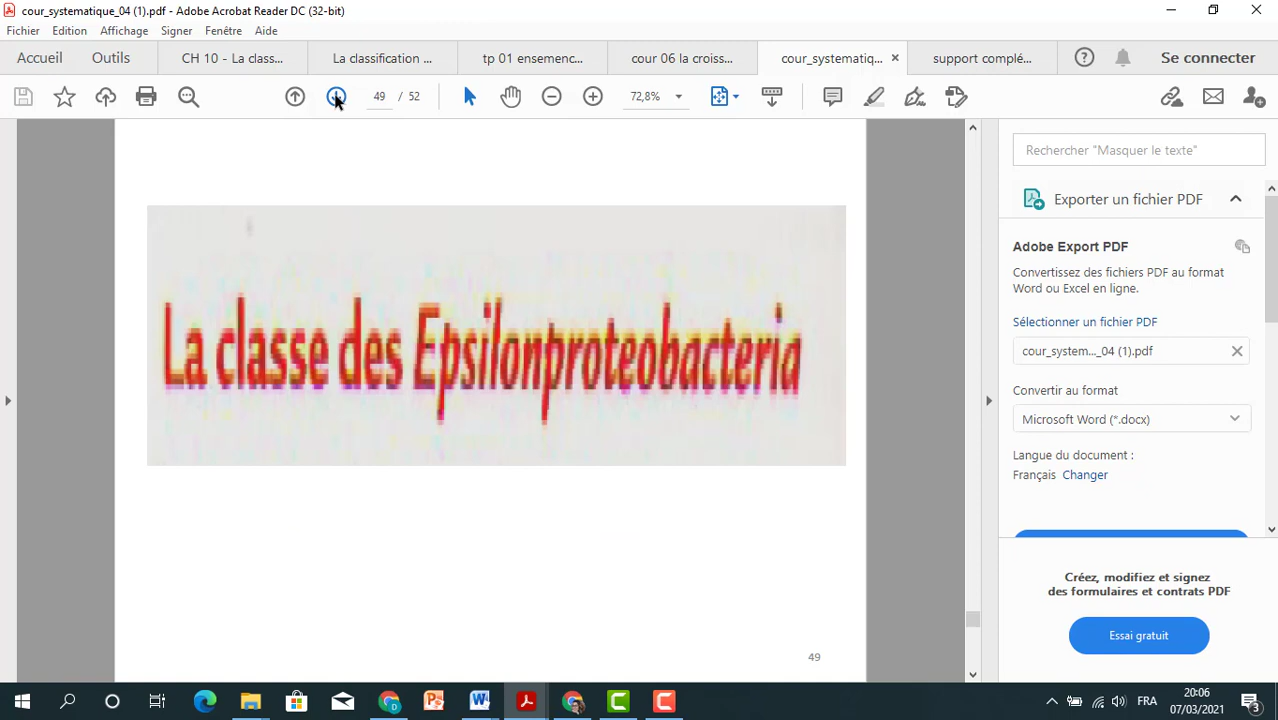 cour_systematique_04 (1).pdf - Adobe Acrobat Reader DC (32-bit)
Fichier Edition Affichage Signer Fenêtre Aide
Accueil Outils CH 10 - La class... La classification ... tp 01 ensemenc... cour 06 la croiss... cour_systematiq... × support complé... Se connecter
49 / 52 72,8%
La classe des Epsilonproteobacteria
49
Rechercher "Masquer le texte"
Exporter un fichier PDF
Adobe Export PDF
Convertissez des fichiers PDF au format
Word ou Excel en ligne.
Sélectionner un fichier PDF
cour_system..._04 (1).pdf
Convertir au format
Microsoft Word (*.docx)
Langue du document :
Français Changer
Créez, modifiez et signez
des formulaires et contrats PDF
Essai gratuit
FRA
20:06
07/03/2021
3